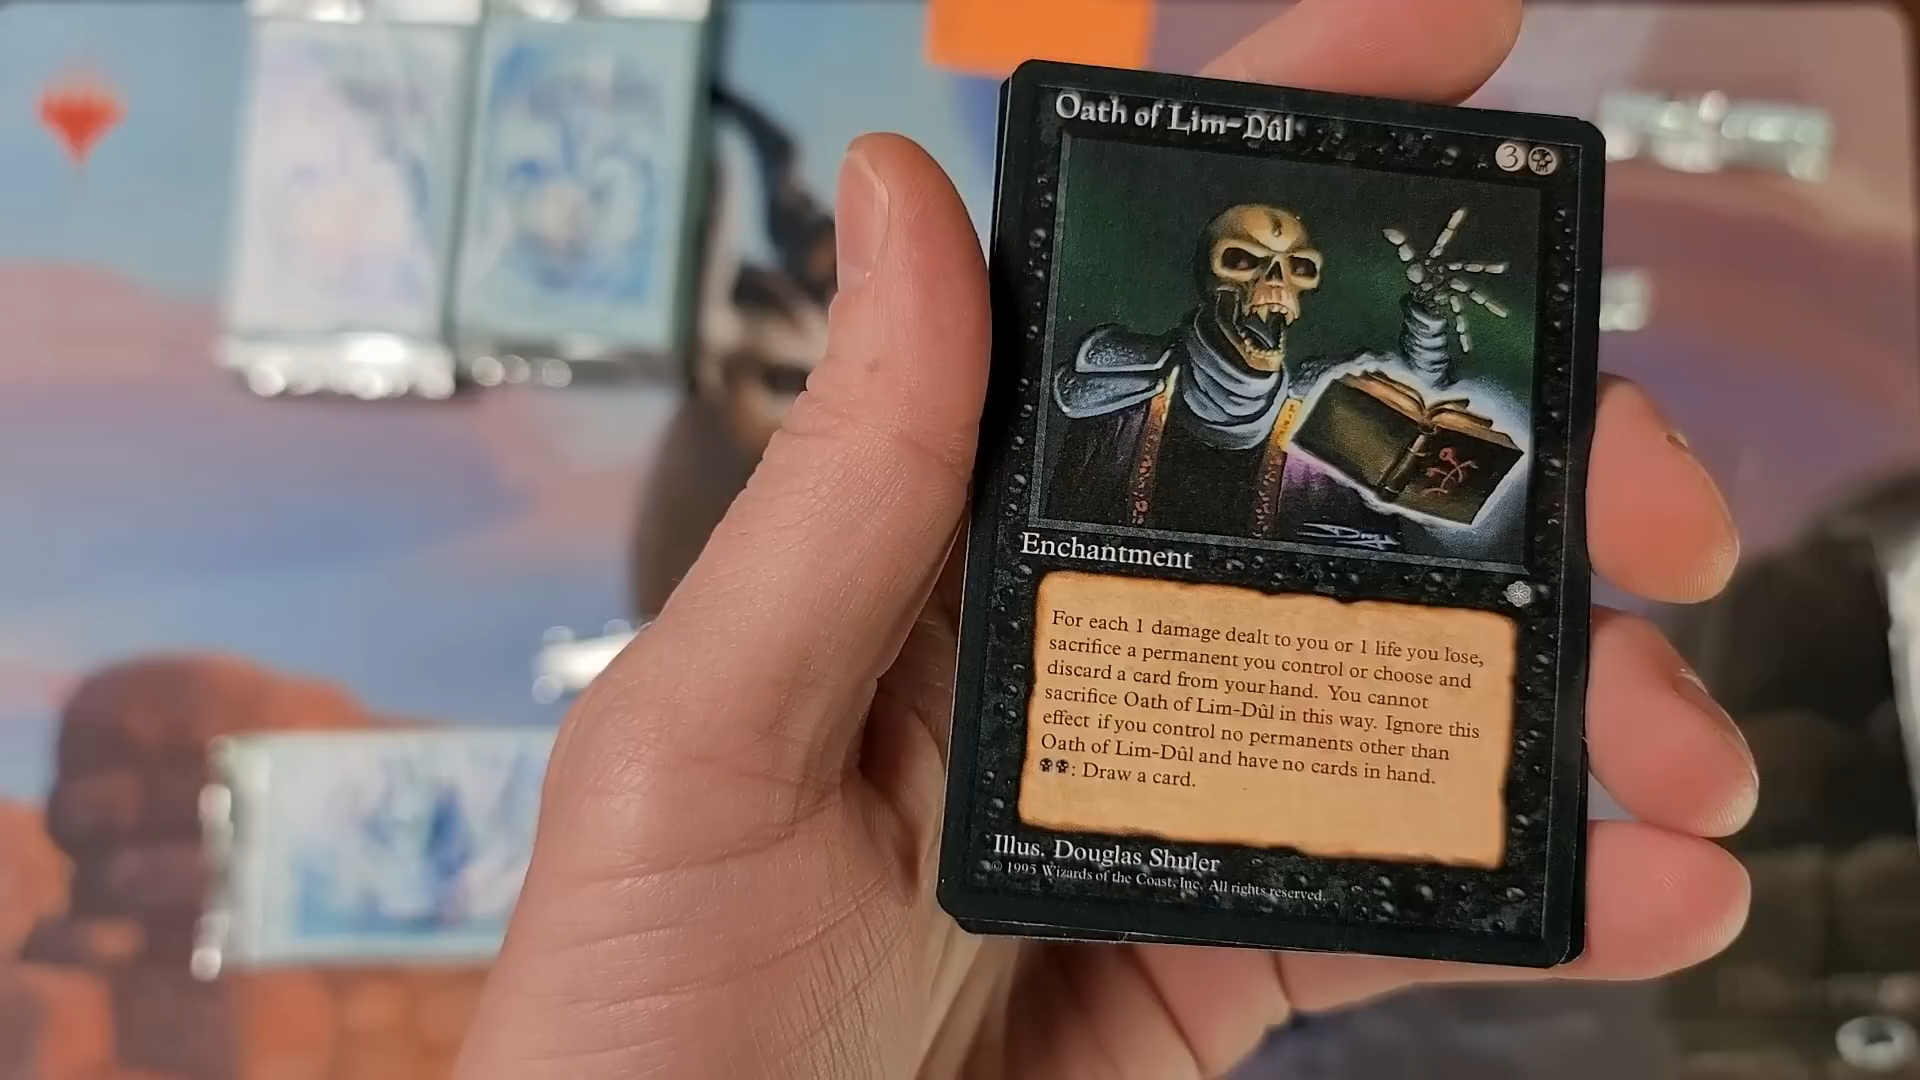 Oath of Lim-Dûl
3
Enchantment
For each 1 damage dealt to you or 1 life you lose,
sacrifice a permanent you control or choose and
discard a card from your hand. You cannot
sacrifice Oath of Lim-Dûl in this way. Ignore this
effect if you control no permanents other than
Oath of Lim-Dûl and have no cards in hand.
: Draw a card.
Illus. Douglas Shuler
© 1995 Wizards of the Coast, Inc. All rights reserved.